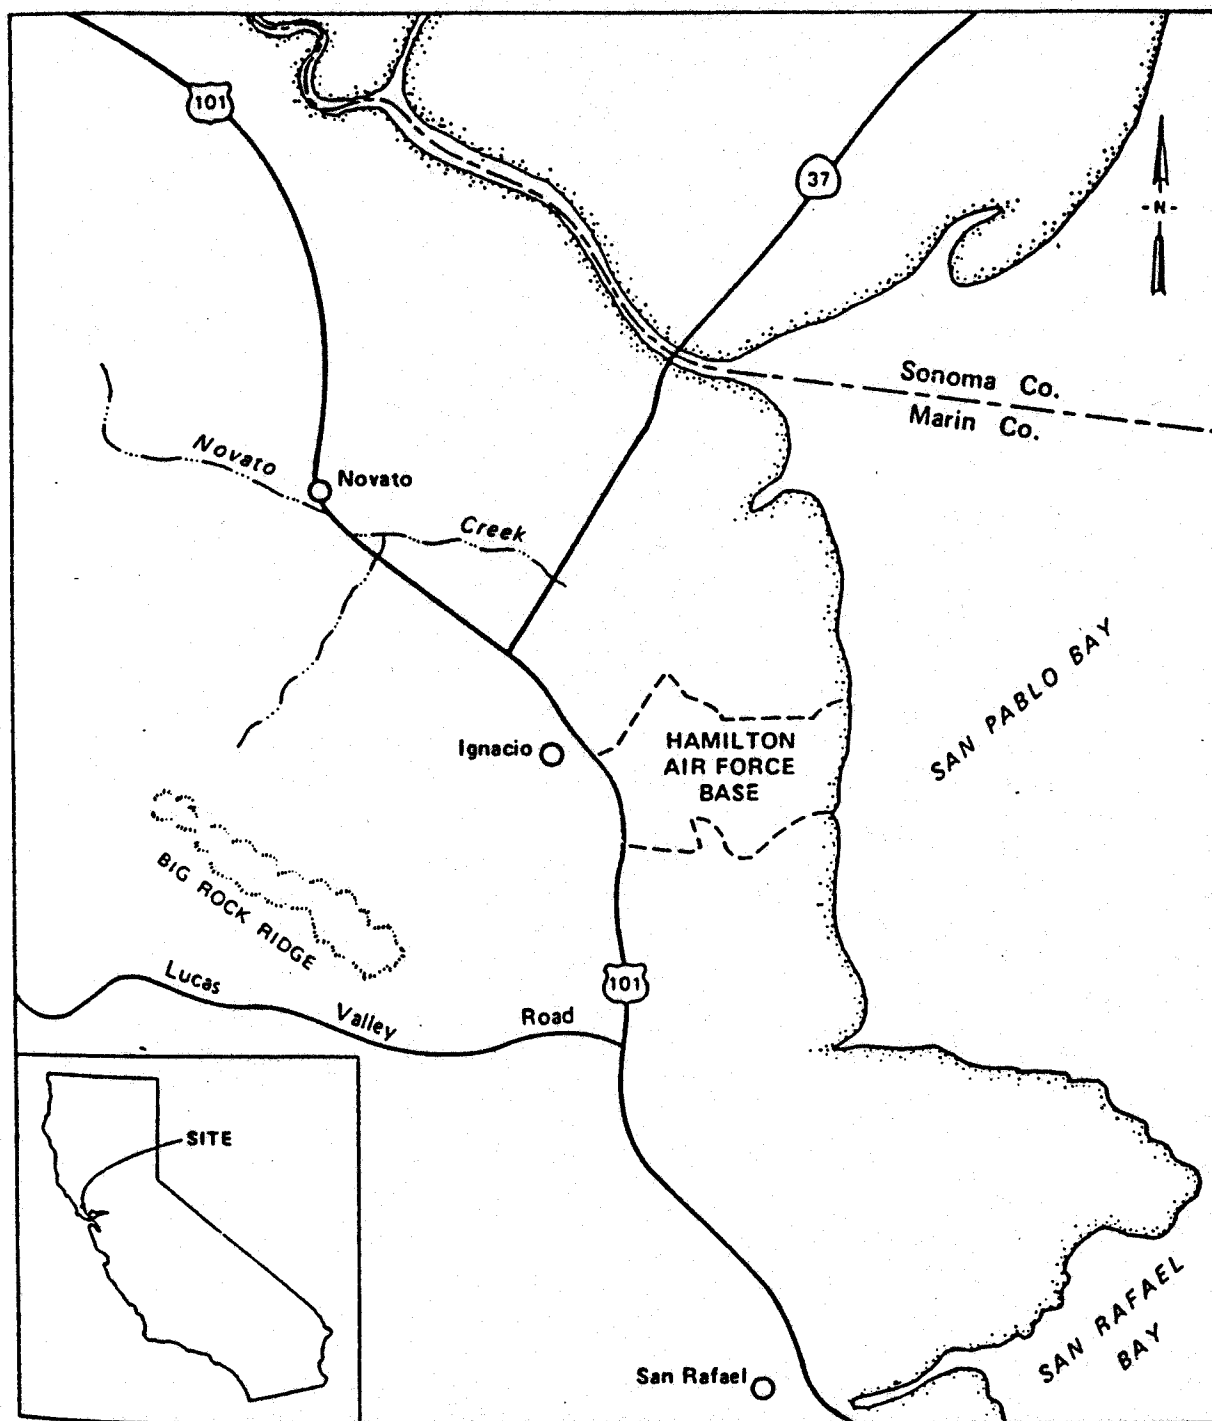 101
37
- N -
Sonoma Co.
Marin Co.
Novato
Novato
Creek
SAN PABLO BAY
Ignacio
HAMILTON
AIR FORCE
BASE
BIG ROCK RIDGE
101
Lucas
Valley
Road
SITE
SAN RAFAEL
BAY
San Rafael